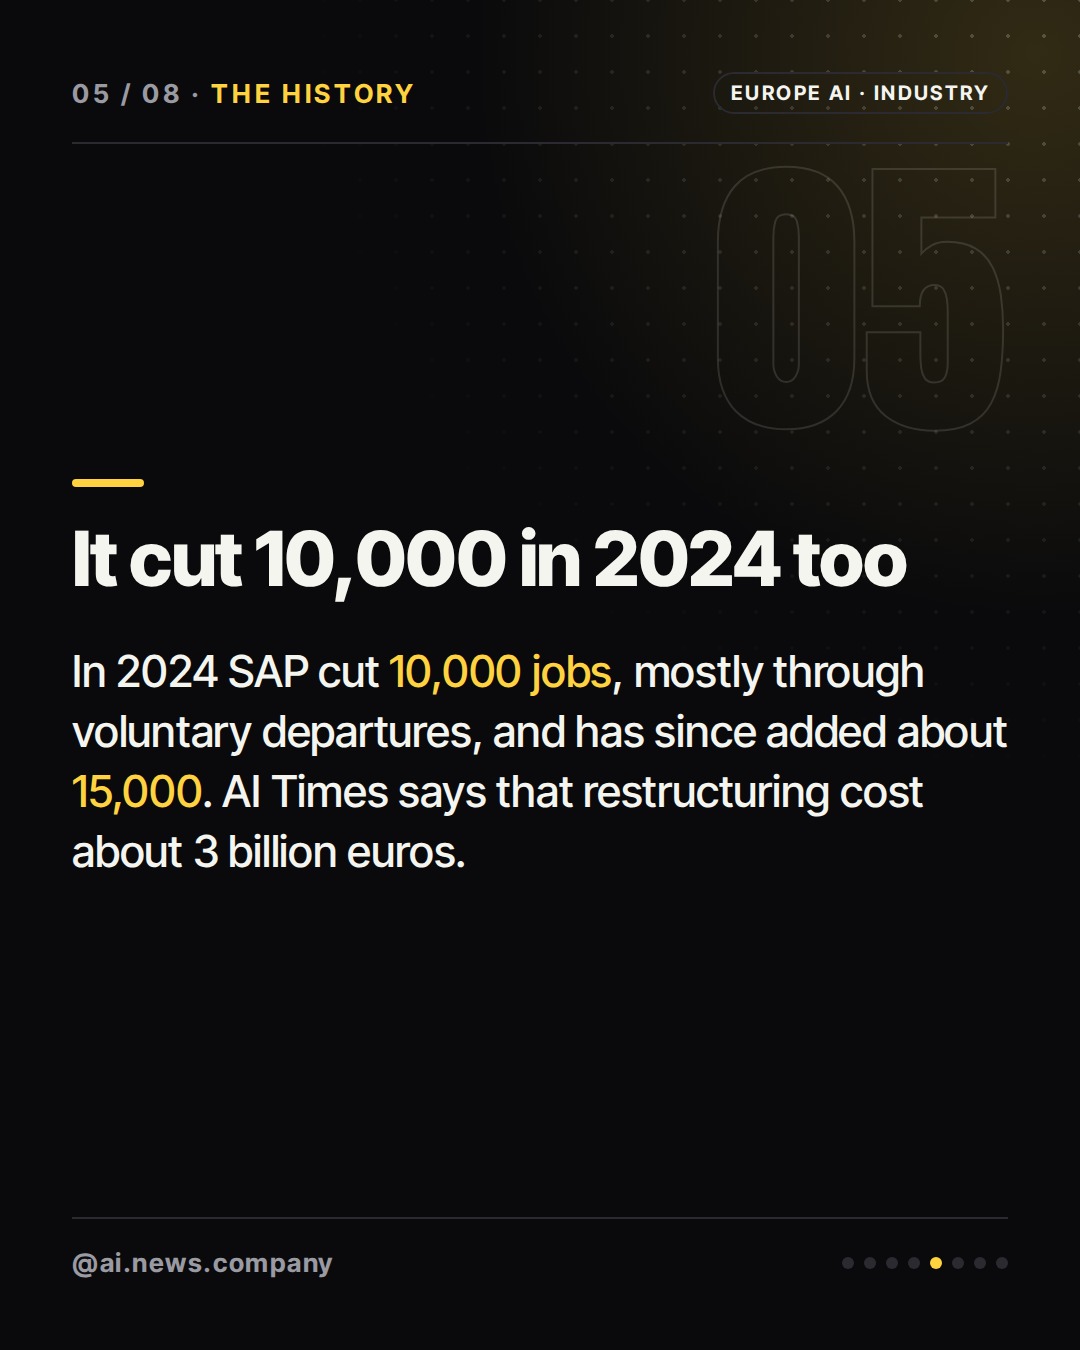 05 / 08 · THE HISTORY
EUROPE AI · INDUSTRY
05
It cut 10,000 in 2024 too
In 2024 SAP cut 10,000 jobs, mostly through
voluntary departures, and has since added about
15,000. AI Times says that restructuring cost
about 3 billion euros.
@ai.news.company